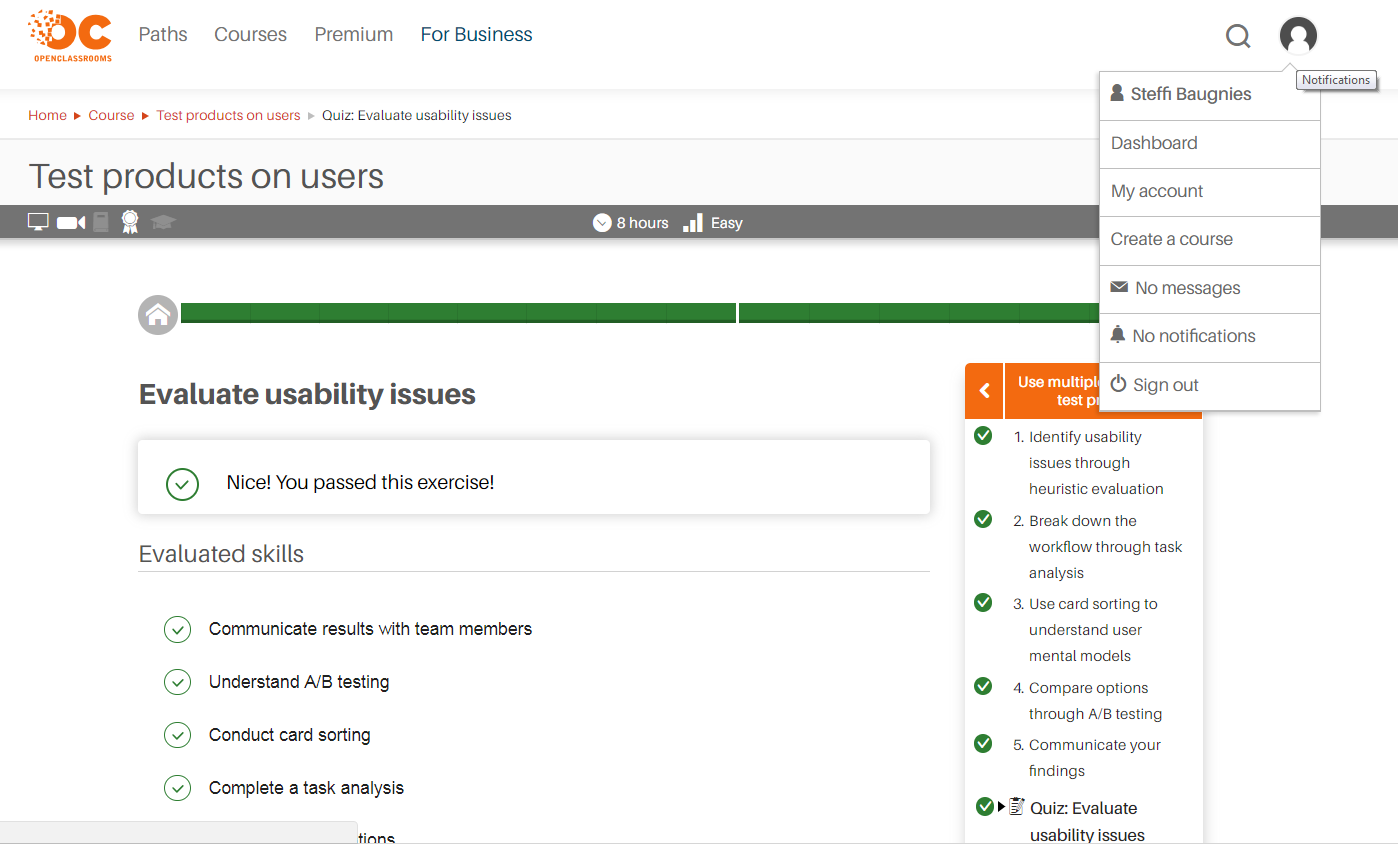 OC
OPENCLASSROOMS
Paths Courses Premium For Business
Notifications
Steffi Baugnies
Dashboard
My account
Create a course
No messages
No notifications
Sign out
Home Course Test products on users Quiz: Evaluate usability issues
Test products on users
8 hours Easy
Evaluate usability issues
Nice! You passed this exercise!
Evaluated skills
Communicate results with team members
Understand A/B testing
Conduct card sorting
Complete a task analysis
Use
test
1. Identify usability
issues through
heuristic evaluation
2. Break down the
workflow through task
analysis
3. Use card sorting to
understand user
mental models
4. Compare options
through A/B testing
5. Communicate your
findings
Quiz: Evaluate
usability issues